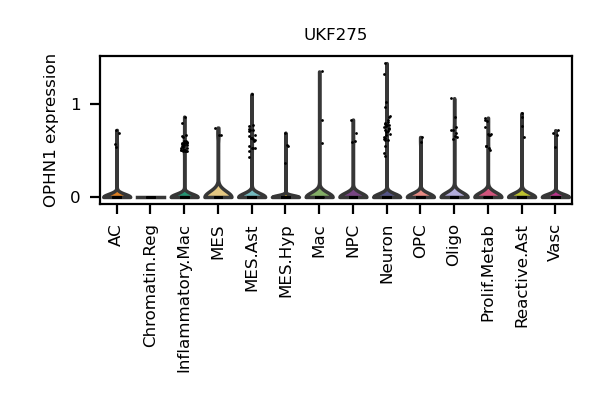 UKF275
OPHN1 expression
1
0
AC
Chromatin.Reg
Inflammatory.Mac
MES
MES.Ast
MES.Hyp
Mac
NPC
Neuron
OPC
Oligo
Prolif.Metab
Reactive.Ast
Vasc